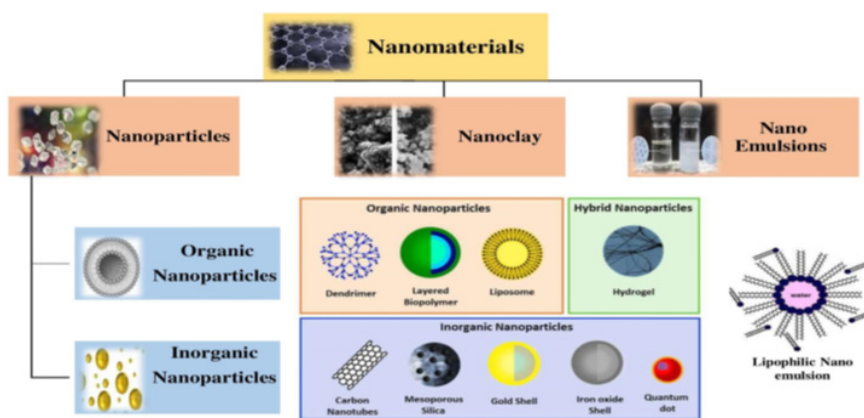 Nanomaterials
Nanoparticles
Nanoclay
Nano
Emulsions
Organic
Nanoparticles
Inorganic
Nanoparticles
Organic Nanoparticles
Dendrimer
Layered
Biopolymer
Liposome
Hybrid Nanoparticles
Hydrogel
Inorganic Nanoparticles
Carbon
Nanotubes
Mesoporous
Silica
Gold Shell
Iron oxide
Shell
Quantum
dot
water
Lipophilic Nano
emulsion